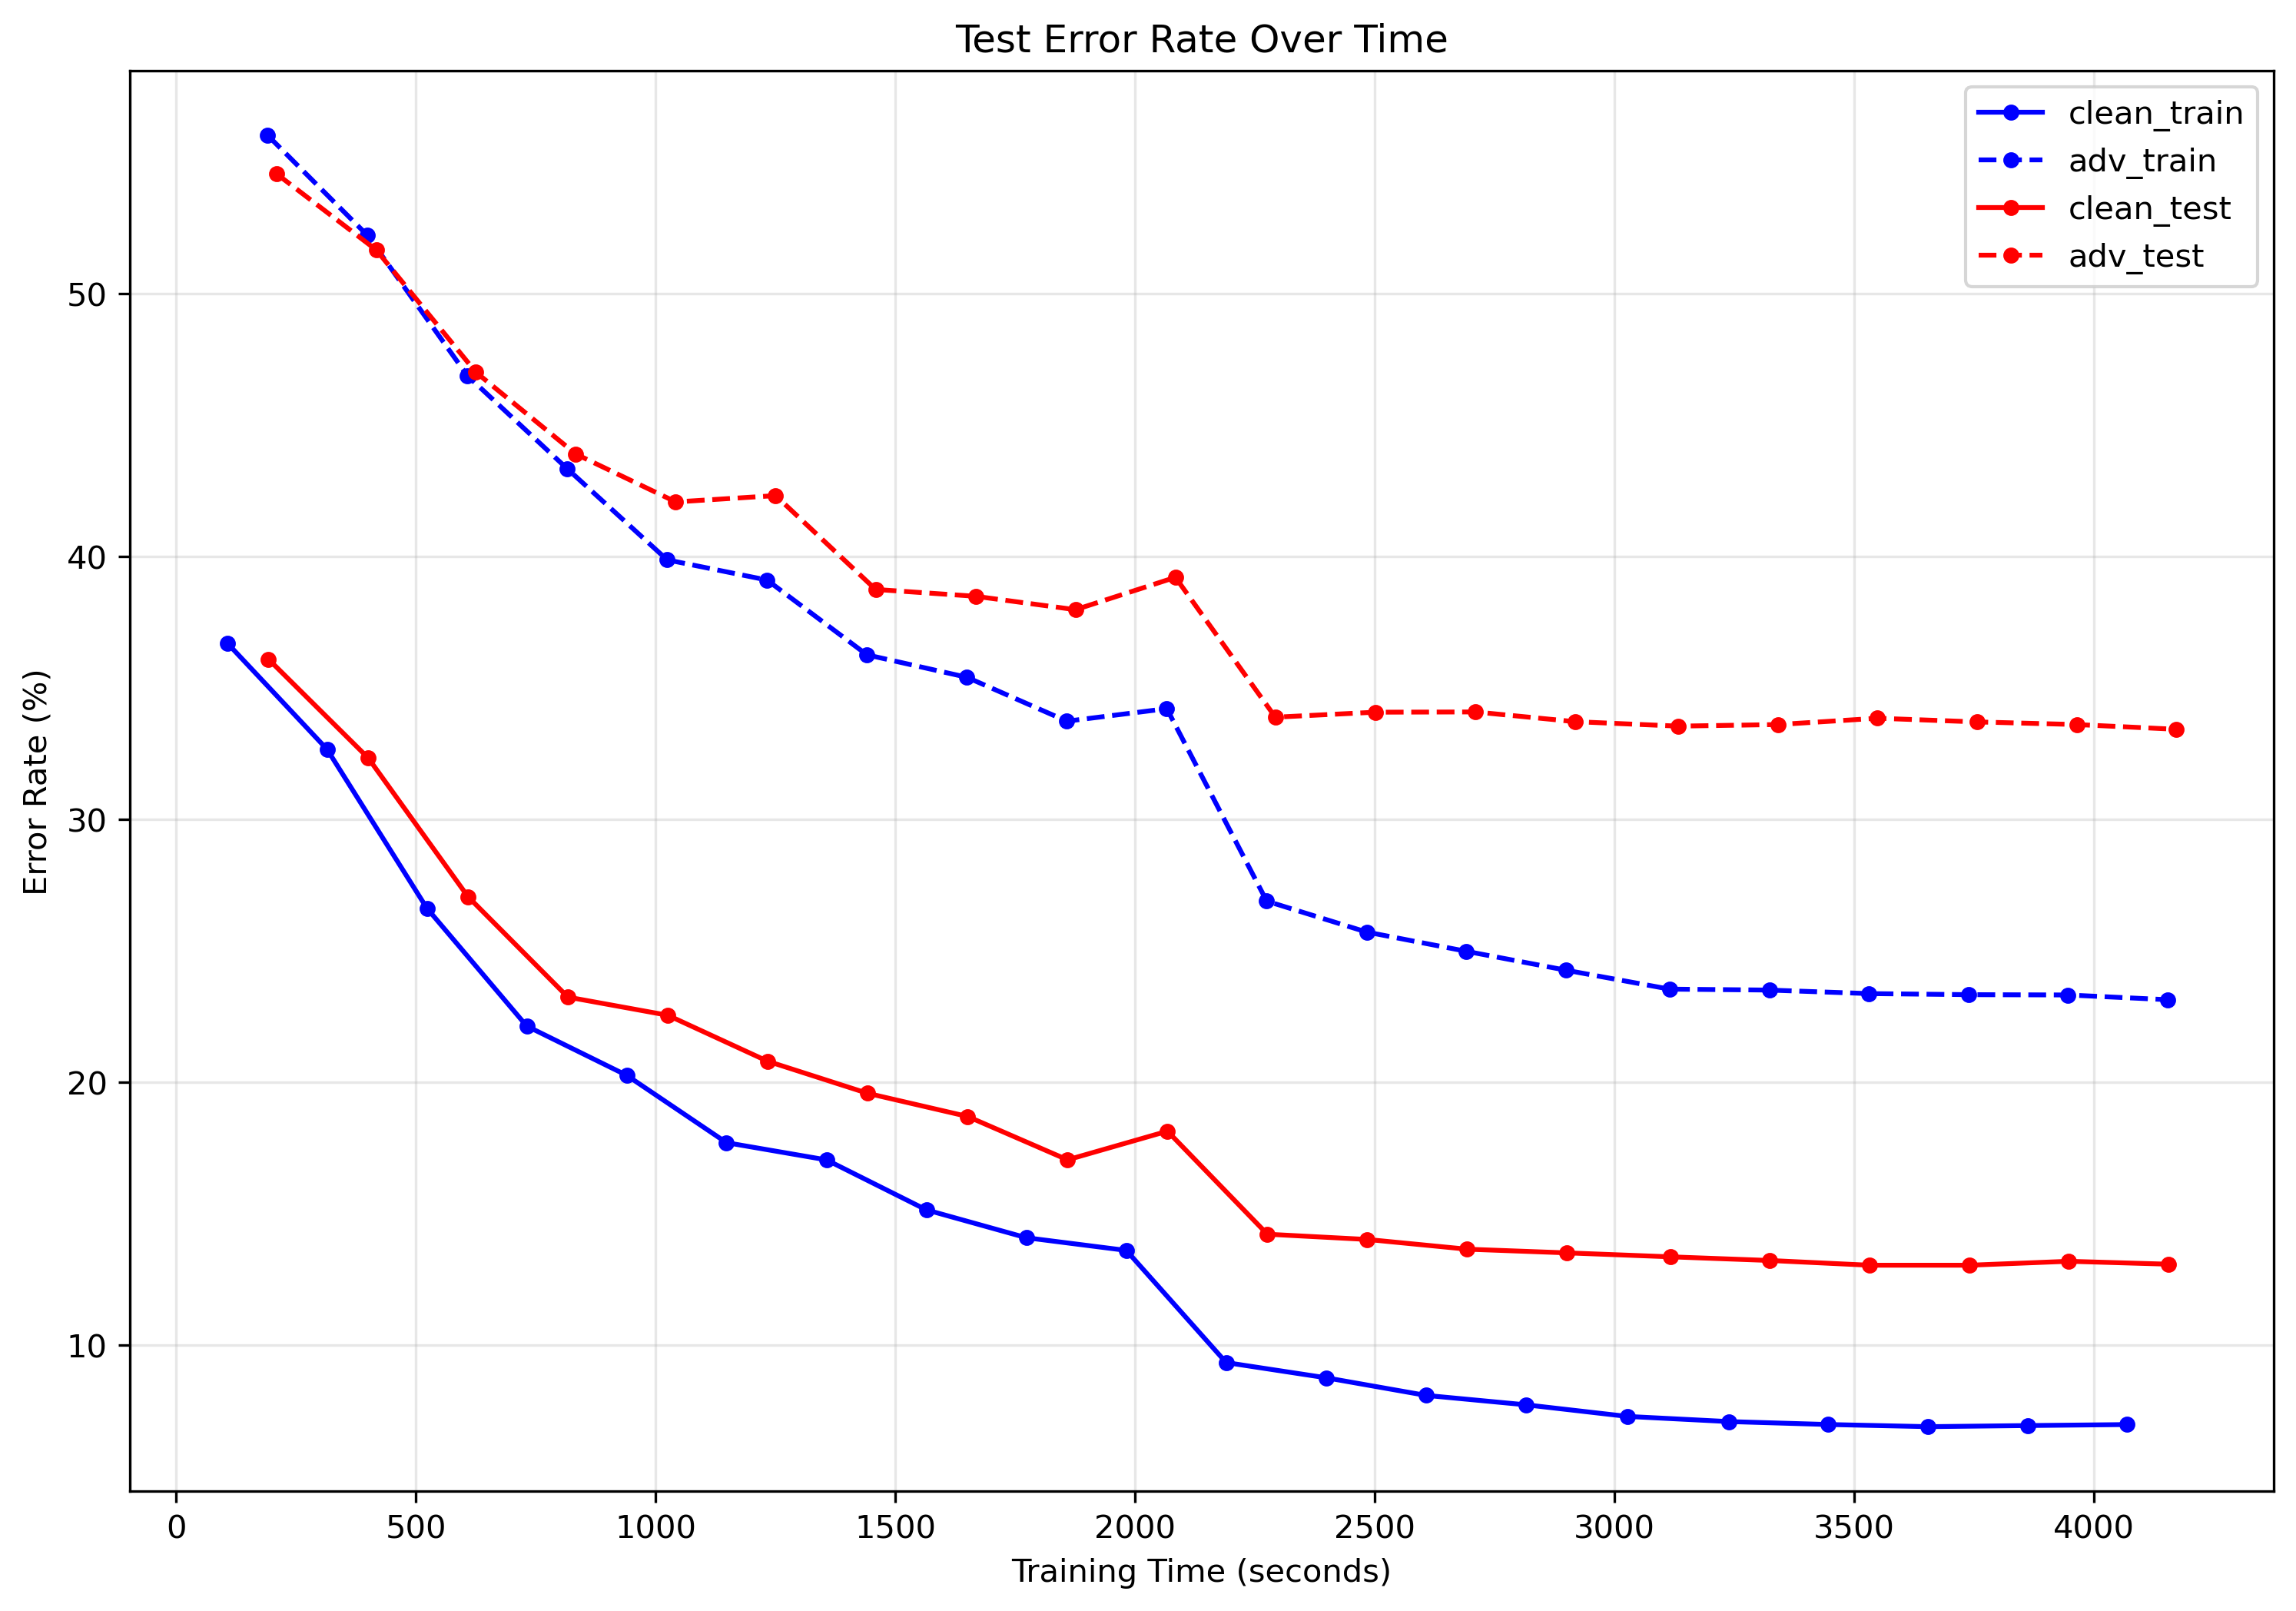 Test Error Rate Over Time
clean_train
adv_train
clean_test
adv_test
50
40
30
20
10
Error Rate (%)
0 500 1000 1500 2000 2500 3000 3500 4000
Training Time (seconds)